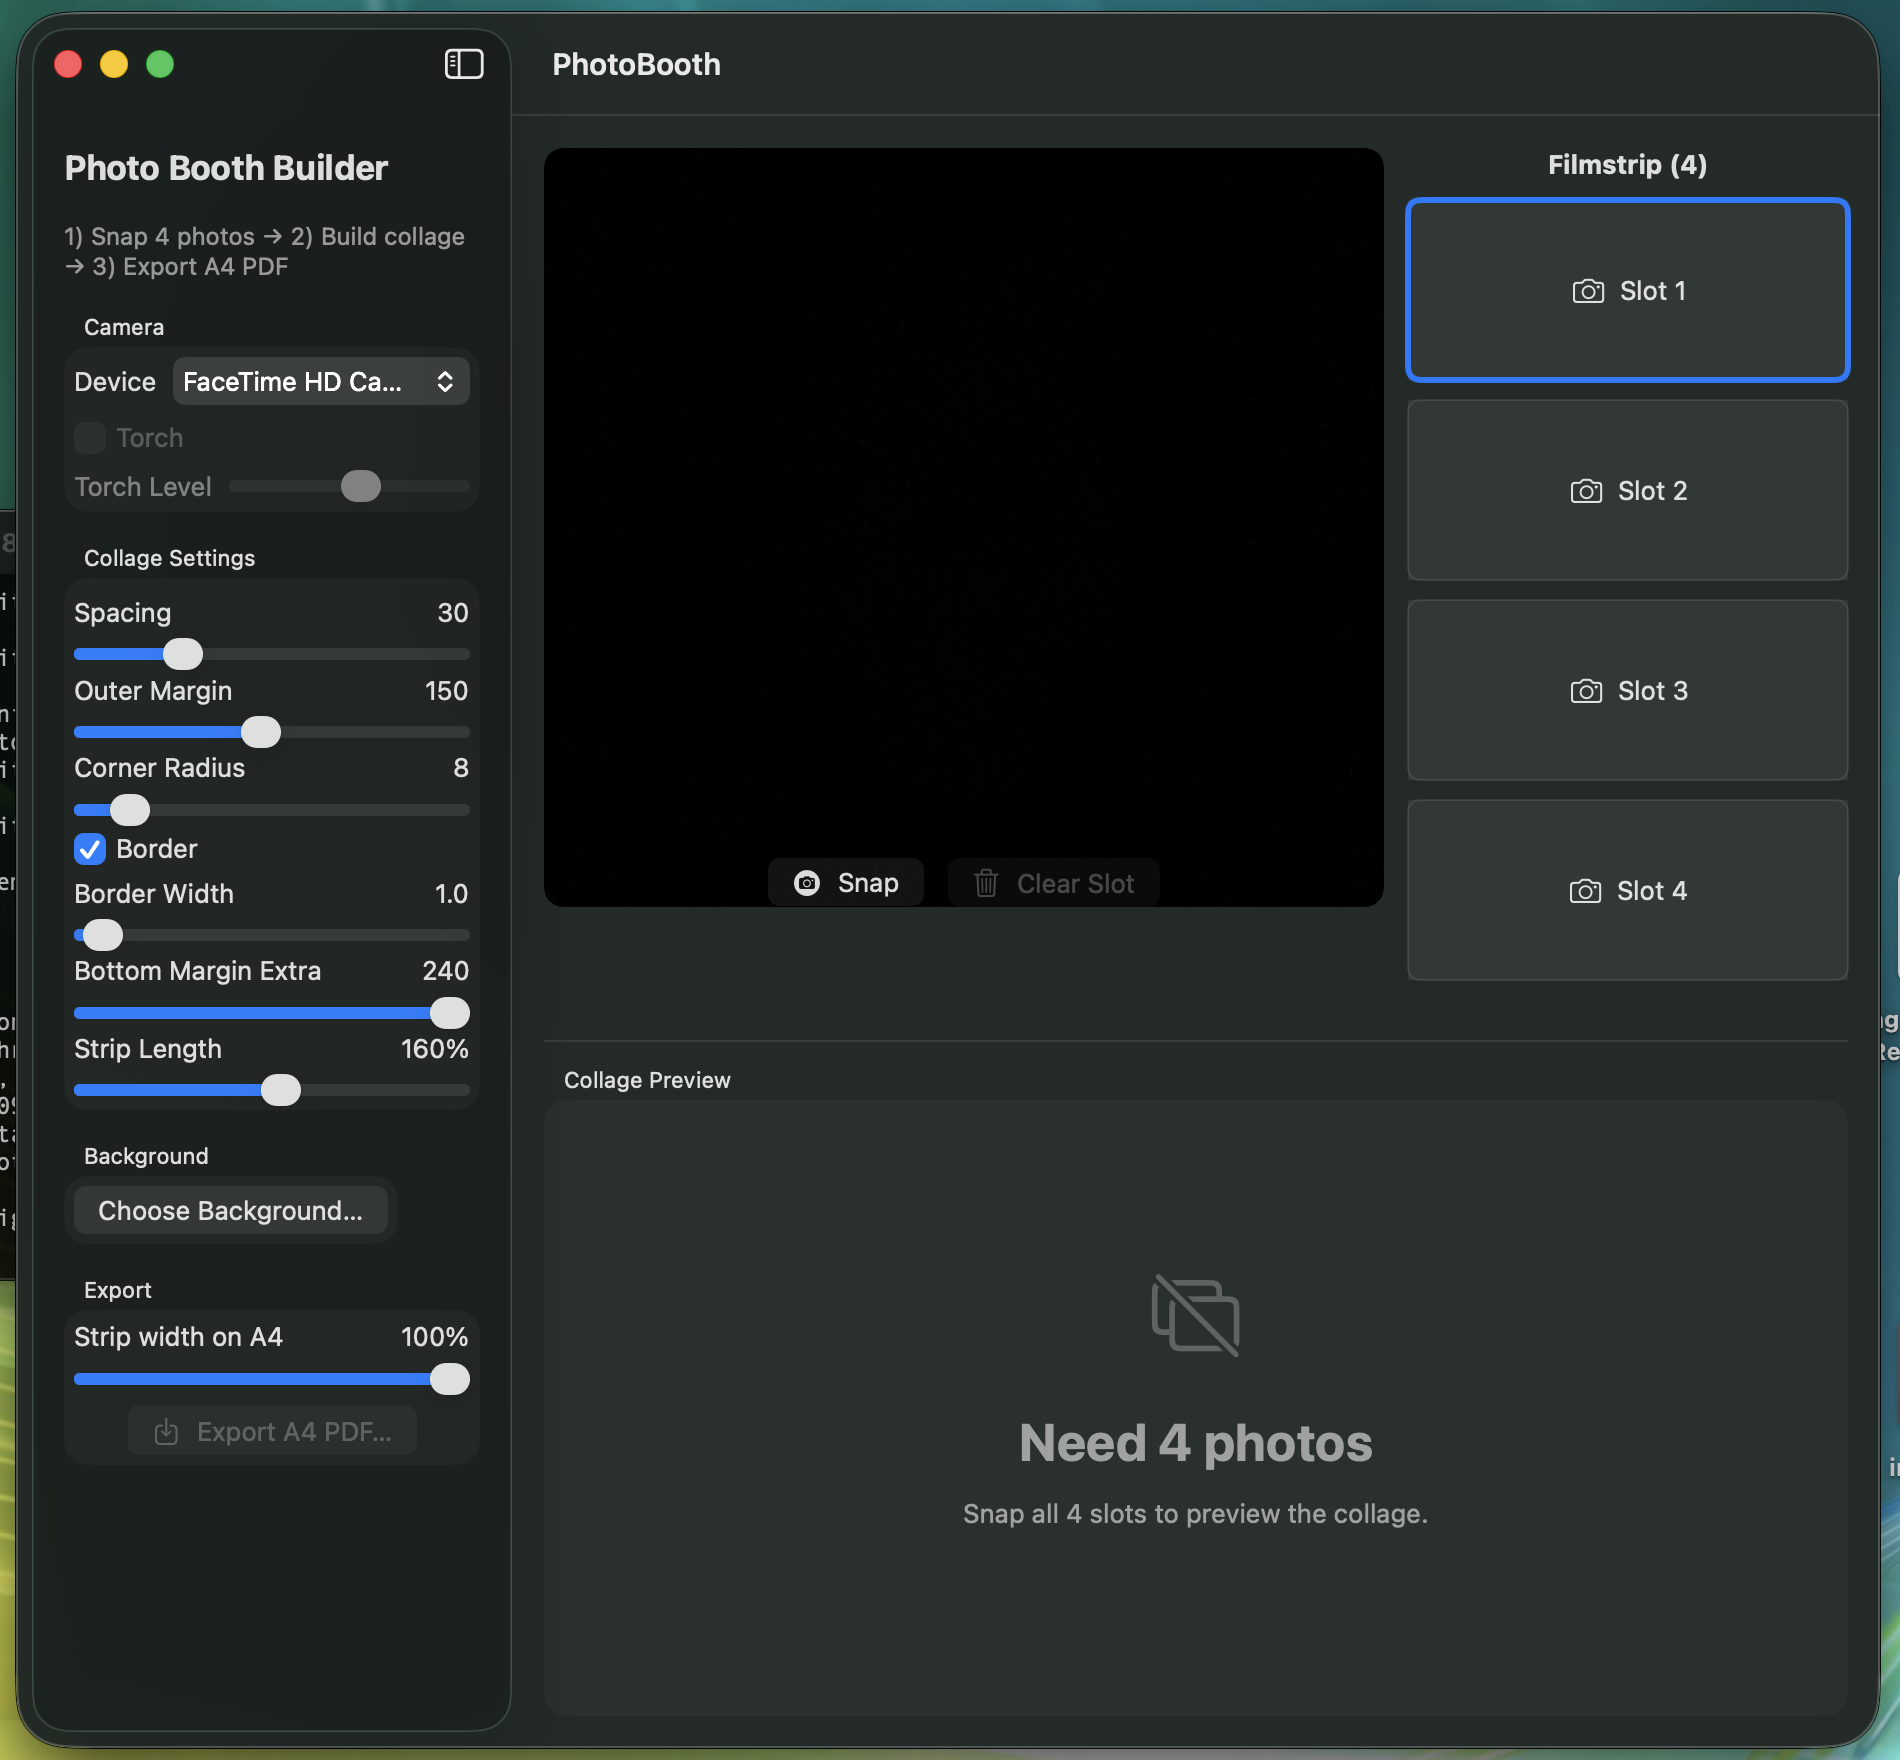 PhotoBooth
Photo Booth Builder
1) Snap 4 photos → 2) Build collage
→ 3) Export A4 PDF
Camera
Device FaceTime HD Ca...
Torch
Torch Level
Collage Settings
Spacing 30
Outer Margin 150
Corner Radius 8
Border
Border Width 1.0
Bottom Margin Extra 240
Strip Length 160%
Background
Choose Background...
Export
Strip width on A4 100%
Export A4 PDF...
Snap
Clear Slot
Filmstrip (4)
Slot 1
Slot 2
Slot 3
Slot 4
Collage Preview
Need 4 photos
Snap all 4 slots to preview the collage.